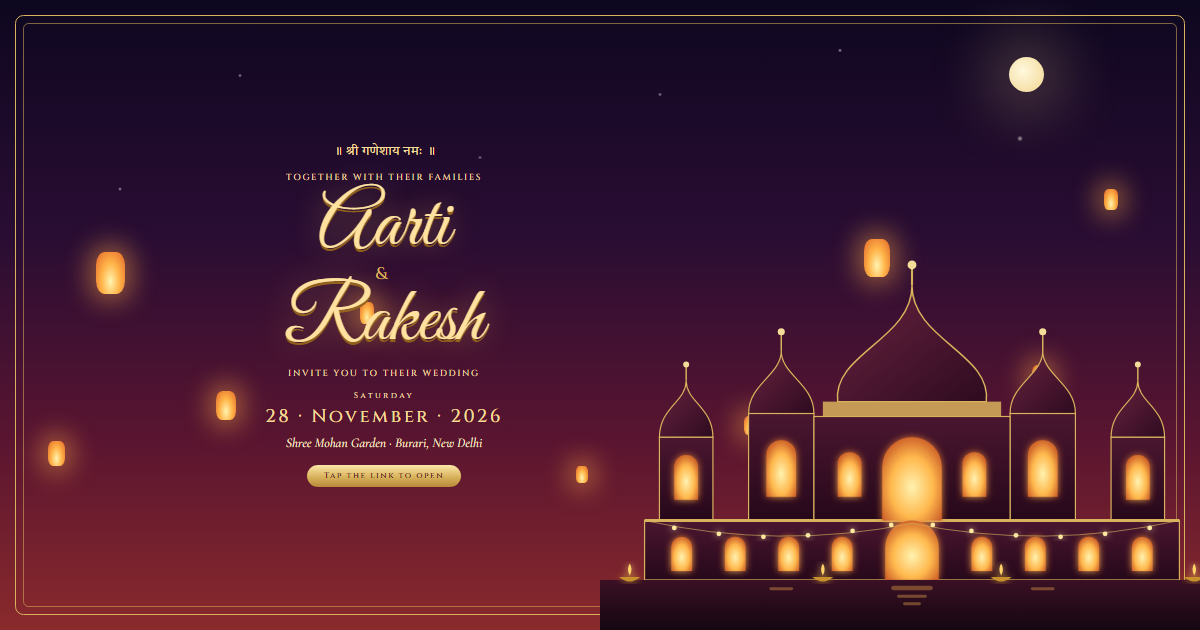 ॥ श्री गणेशाय नमः ॥
TOGETHER WITH THEIR FAMILIES
Aarti
&
Rakesh
INVITE YOU TO THEIR WEDDING
Saturday
28 · November · 2026
Shree Mohan Garden · Burari, New Delhi
Tap the link to open